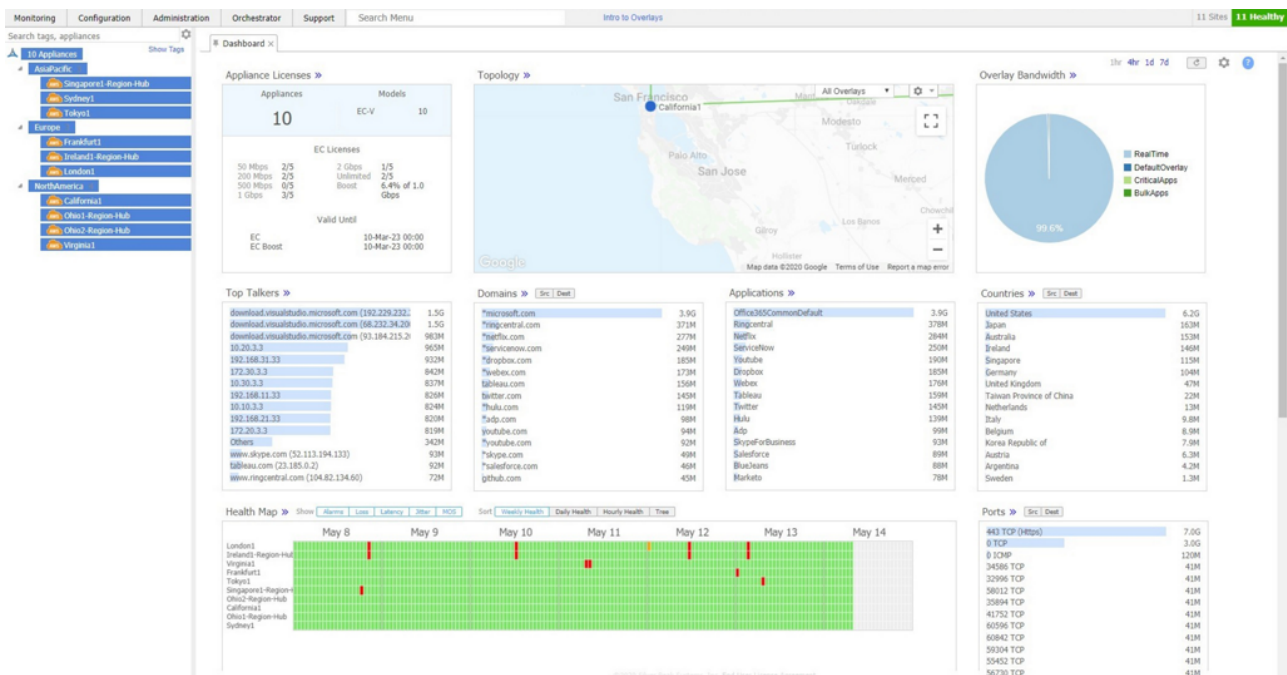 Monitoring Configuration Administration Orchestrator Support Search Menu Intro to Overlays 11 Sites 11 Healthy
Search tags, appliances
Show Tags
10 Appliances
AsiaPacific
Singapore1-Region-Hub
Sydney1
Tokyo1
Europe
Frankfurt1
Ireland1-Region-Hub
London1
NorthAmerica
California1
Ohio1-Region-Hub
Ohio2-Region-Hub
Virginia1
Dashboard ×
1hr 4hr 1d 7d
Appliance Licenses »
Appliances Models
10 EC-V 10
EC Licenses
50 Mbps 2/5 2 Gbps 1/5
200 Mbps 2/5 Unlimited 2/5
500 Mbps 0/5 Boost 6.4% of 1.0
1 Gbps 3/5 Gbps
Valid Until
EC 10-Mar-23 00:00
EC Boost 10-Mar-23 00:00
Topology »
All Overlays
San Francisco
California1
Oakdale
Modesto
Turlock
Palo Alto
San Jose
Merced
Chowchil
Los Banos
Gilroy
Hollister
Google
Map data ©2020 Google Terms of Use Report a map error
Overlay Bandwidth »
RealTime
DefaultOverlay
CriticalApps
BulkApps
99.6%
Top Talkers »
download.visualstudio.microsoft.com (192.229.232. 1.5G
download.visualstudio.microsoft.com (68.232.34.20 1.5G
download.visualstudio.microsoft.com (93.184.215.2 983M
10.20.3.3 965M
192.168.31.33 932M
172.30.3.3 842M
10.30.3.3 837M
192.168.11.33 826M
10.10.3.3 824M
192.168.21.33 820M
172.20.3.3 819M
Others 342M
www.skype.com (52.113.194.133) 93M
tableau.com (23.185.0.2) 92M
www.ringcentral.com (104.82.134.60) 72M
Domains » Src Dest
*microsoft.com 3.9G
*ringcentral.com 371M
*netflix.com 277M
*servicenow.com 249M
*dropbox.com 185M
*webex.com 173M
tableau.com 156M
twitter.com 145M
*hulu.com 119M
*adp.com 98M
youtube.com 94M
*youtube.com 92M
*skype.com 49M
*salesforce.com 46M
github.com 45M
Applications »
Office365CommonDefault 3.9G
Ringcentral 378M
Netflix 284M
ServiceNow 250M
Youtube 190M
Dropbox 185M
Webex 176M
Tableau 159M
Twitter 145M
Hulu 139M
Adp 99M
SkypeForBusiness 93M
Salesforce 89M
BlueJeans 88M
Marketo 78M
Countries » Src Dest
United States 6.2G
Japan 163M
Australia 153M
Ireland 146M
Singapore 115M
Germany 104M
United Kingdom 47M
Taiwan Province of China 22M
Netherlands 13M
Italy 9.8M
Belgium 8.9M
Korea Republic of 7.9M
Austria 6.3M
Argentina 4.2M
Sweden 1.3M
Health Map » Show Alarms Loss Latency Jitter MOS Sort Weekly Health Daily Health Hourly Health Tree
May 8 May 9 May 10 May 11 May 12 May 13 May 14
London1
Ireland1-Region-Hu
Virginia1
Frankfurt1
Tokyo1
Singapore1-Region-
Ohio2-Region-Hub
California1
Ohio1-Region-Hub
Sydney1
Ports » Src Dest
443 TCP (Https) 7.0G
0 TCP 3.0G
0 ICMP 120M
34586 TCP 41M
32996 TCP 41M
58012 TCP 41M
35894 TCP 41M
41752 TCP 41M
60596 TCP 41M
60842 TCP 41M
59304 TCP 41M
55452 TCP 41M
56730 TCP 41M